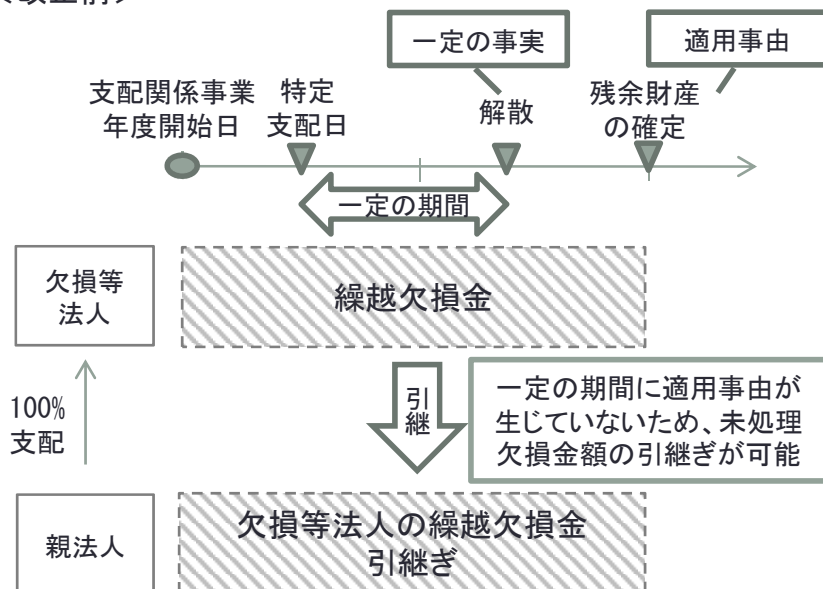 一定の事実
適用事由
支配関係事業
年度開始日
特定
支配日
解散
残余財産
の確定
一定の期間
欠損等
法人
繰越欠損金
100%
支配
引
継
一定の期間に適用事由が
生じていないため、未処理
欠損金額の引継ぎが可能
親法人
欠損等法人の繰越欠損金
引継ぎ